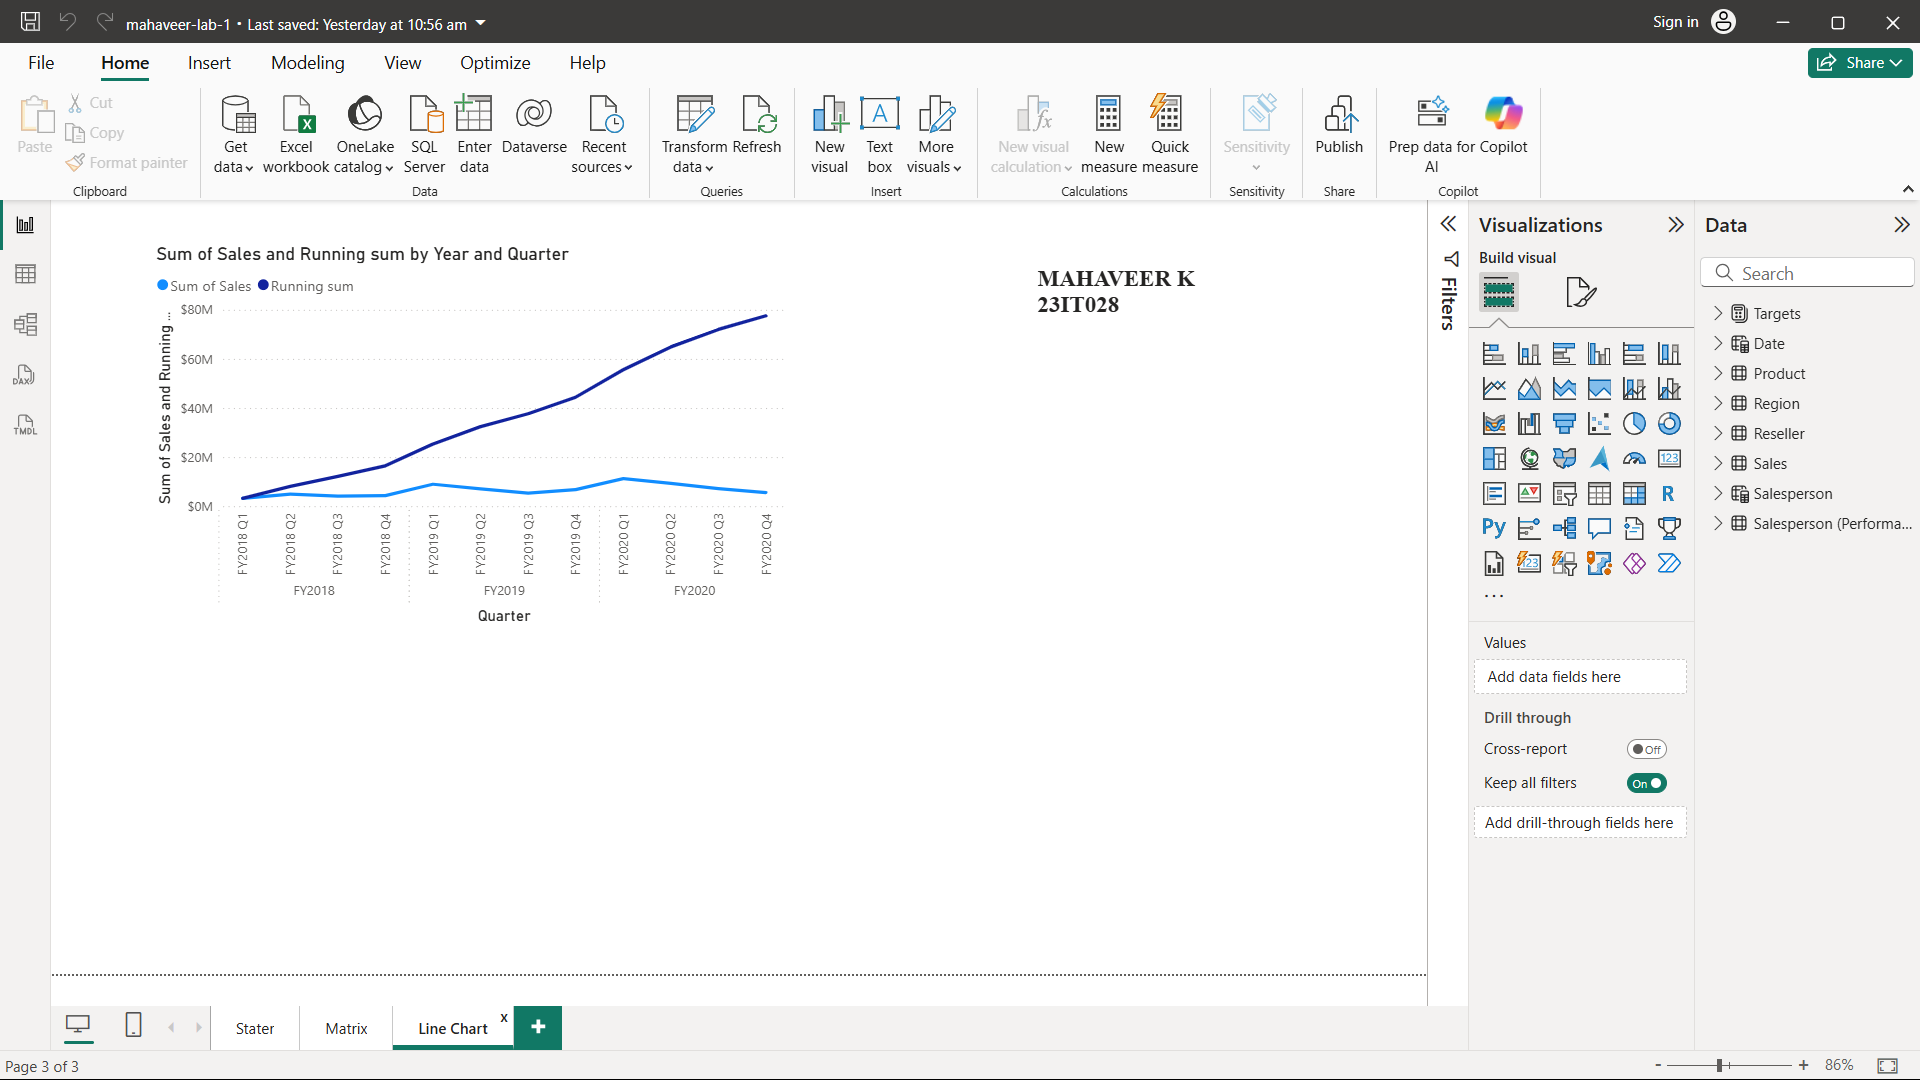 mahaveer-lab-1 • Last saved: Yesterday at 10:56 am
Sign in
File
Home
Insert
Modeling
View
Optimize
Help
Share
Paste
Cut
Copy
Format painter
Clipboard
Get data
Excel workbook
OneLake catalog
SQL Server
Enter data
Dataverse
Recent sources
Data
Transform data
Refresh
Queries
New visual
Text box
More visuals
Insert
New visual calculation
New measure
Quick measure
Calculations
Sensitivity
Sensitivity
Publish
Share
Prep data for AI
Copilot
Copilot
Sum of Sales and Running sum by Year and Quarter
Sum of Sales
Running sum
Sum of Sales and Running ...
$80M
$60M
$40M
$20M
$0M
FY2018 Q1
FY2018 Q2
FY2018 Q3
FY2018 Q4
FY2019 Q1
FY2019 Q2
FY2019 Q3
FY2019 Q4
FY2020 Q1
FY2020 Q2
FY2020 Q3
FY2020 Q4
FY2018
FY2019
FY2020
Quarter
MAHAVEER K
23IT028
Filters
Visualizations
Build visual
123
R
Py
123
...
Values
Add data fields here
Drill through
Cross-report
Off
Keep all filters
On
Add drill-through fields here
Data
Search
Targets
Date
Product
Region
Reseller
Sales
Salesperson
Salesperson (Performa...
DAX
TMDL
Stater
Matrix
Line Chart
x
+
Page 3 of 3
- + 86%